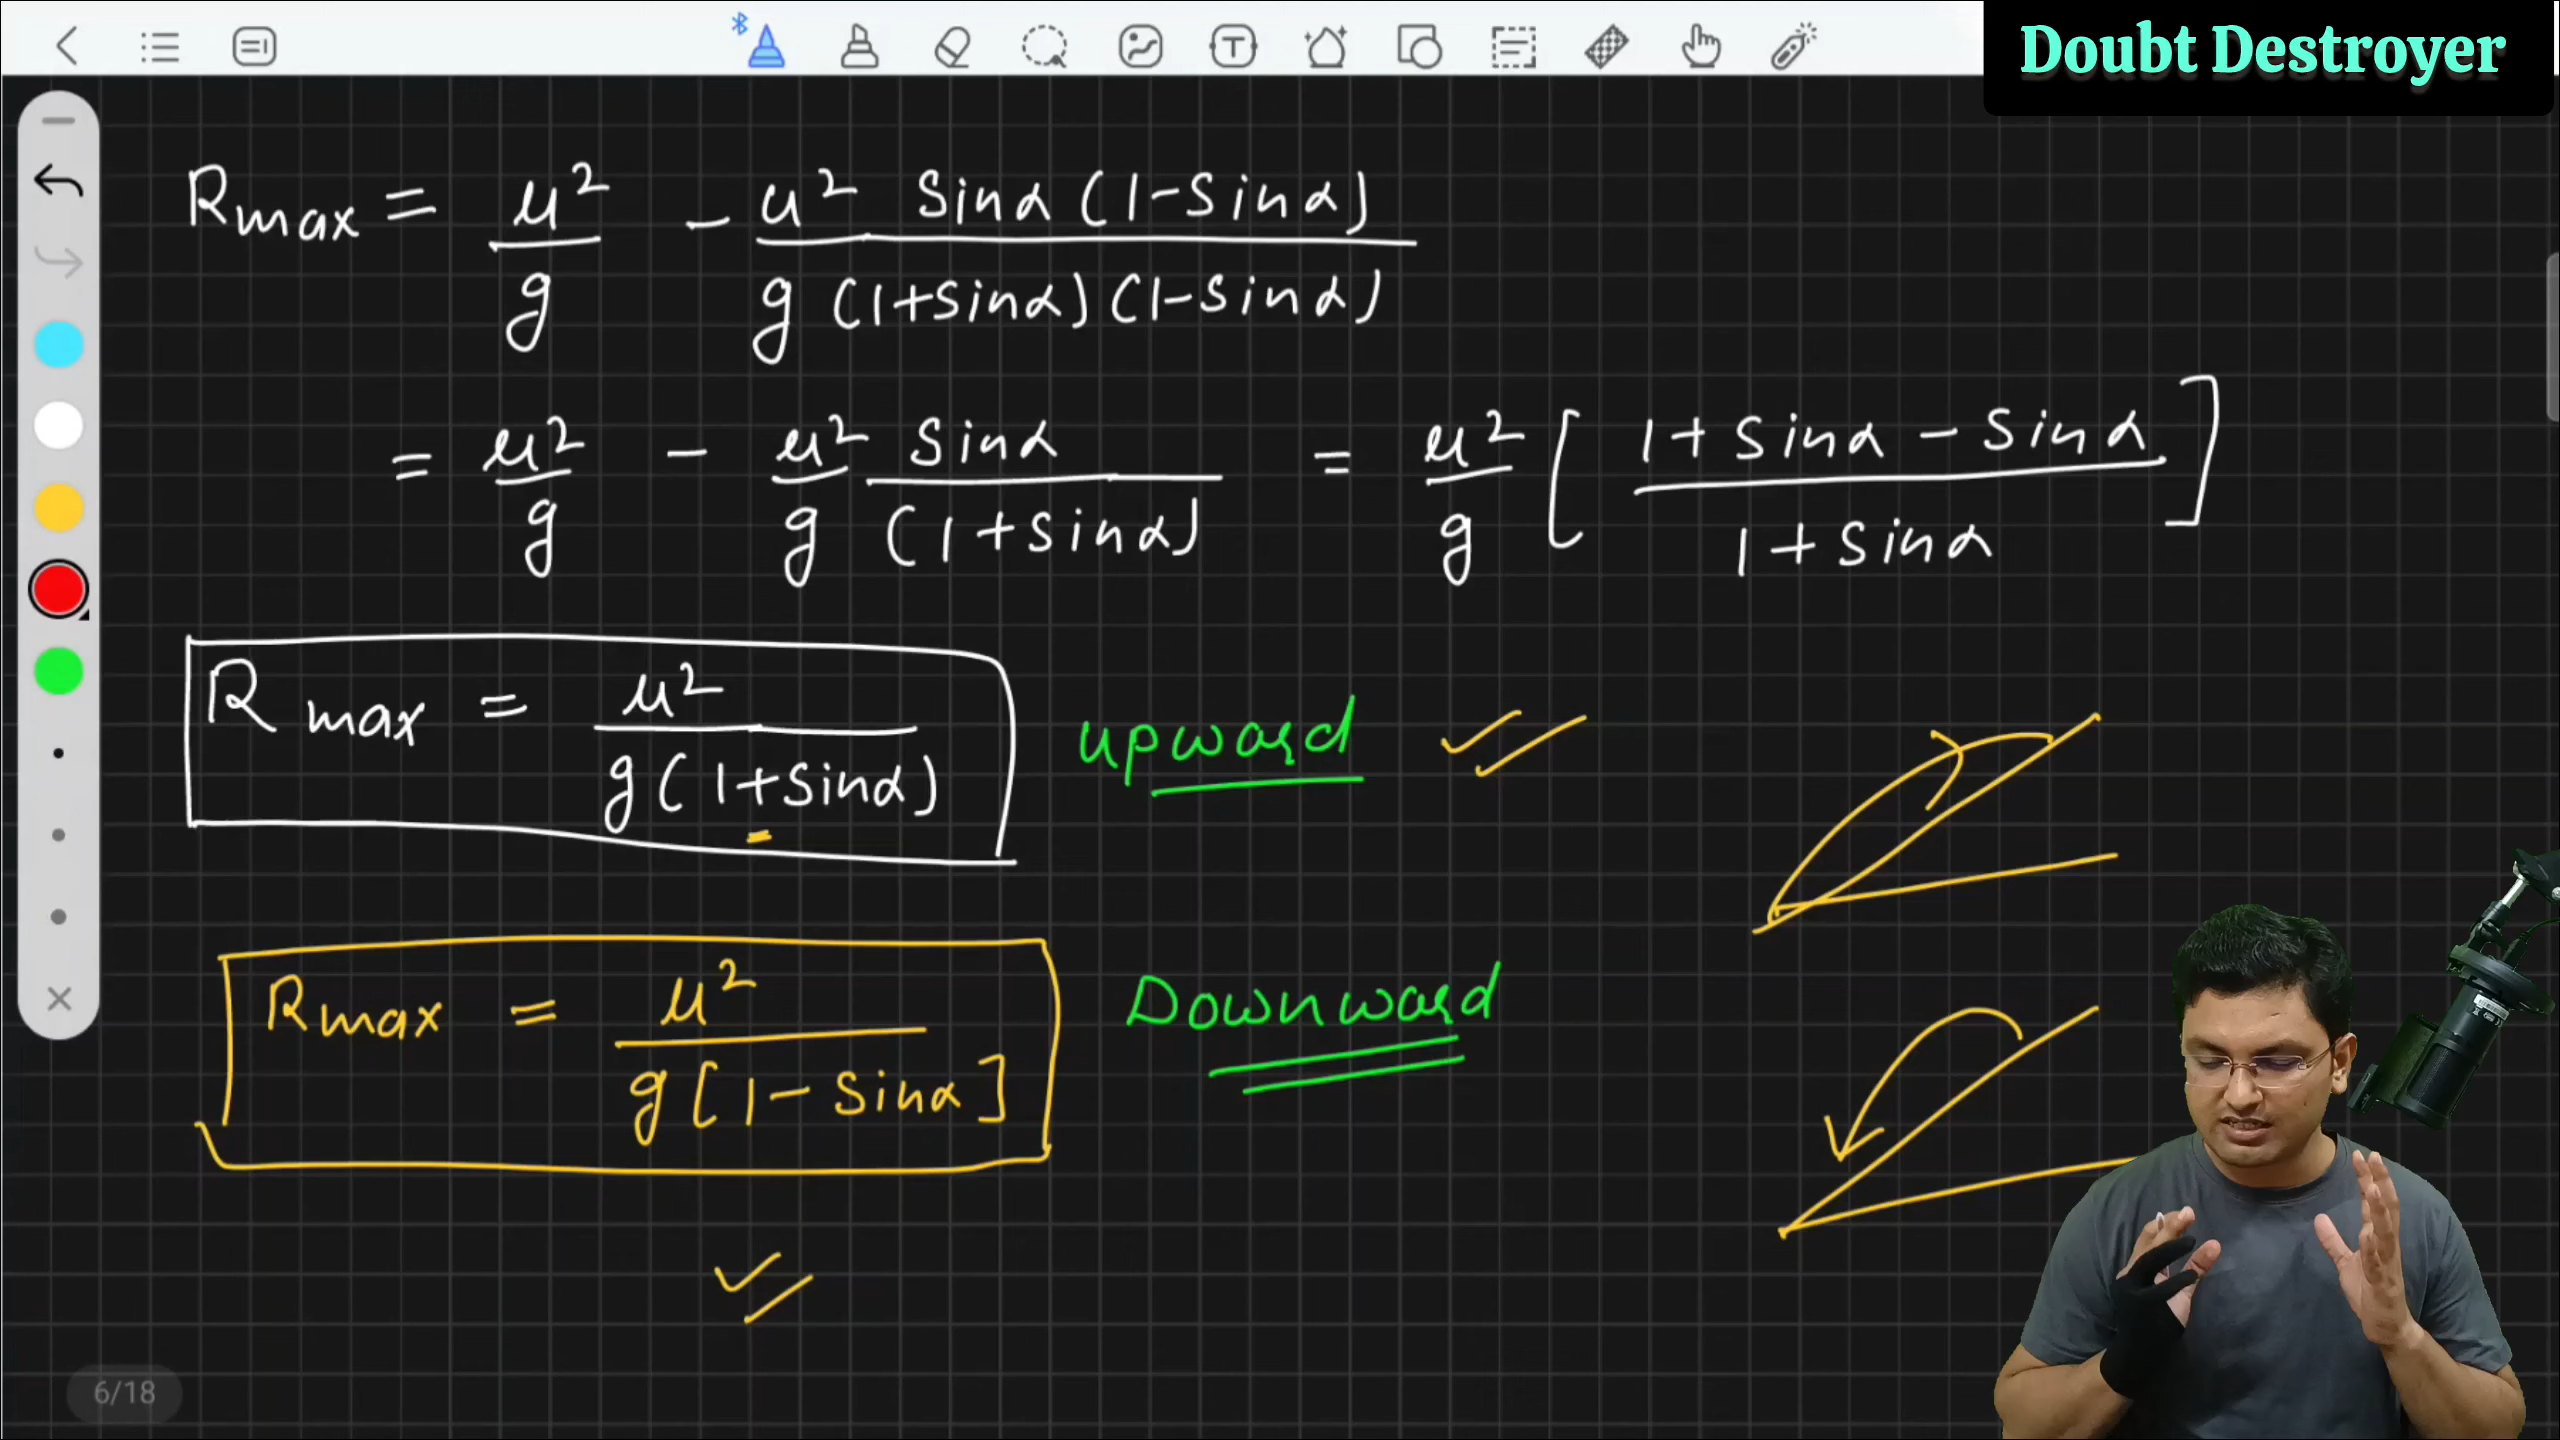 Doubt Destroyer
Rmax = u²/g - u² Sinα (1-Sinα) / g (1+Sinα) (1-Sinα)
= u²/g - u²/g Sinα/(1+Sinα) = u²/g [ 1+Sinα-Sinα / 1+Sinα ]
R max = u² / g(1+Sinα) upward
Rmax = u² / g[1-Sinα] Downward
6/18